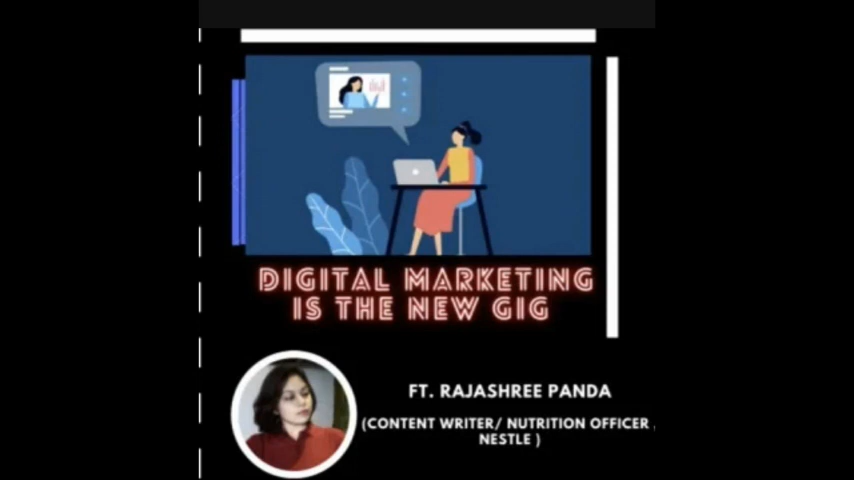 DIGITAL MARKETING
IS THE NEW GIG
FT. RAJASHREE PANDA
(CONTENT WRITER/ NUTRITION OFFICER ,
NESTLE )